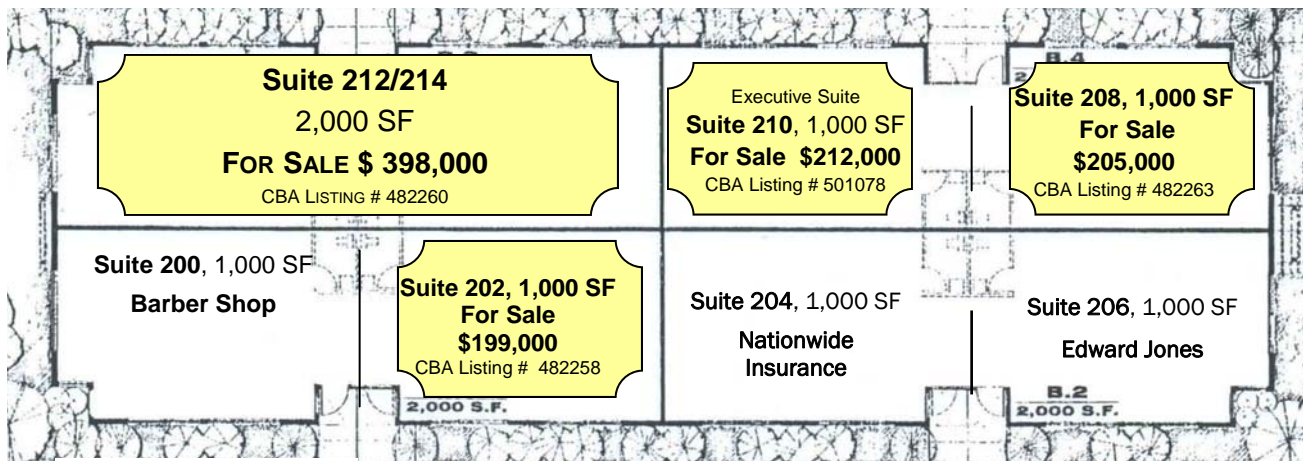 Suite 212/214
2,000 SF
FOR SALE $ 398,000
CBA LISTING # 482260
Executive Suite
Suite 210, 1,000 SF
For Sale $212,000
CBA Listing # 501078
B.4
Suite 208, 1,000 SF
For Sale
$205,000
CBA Listing # 482263
Suite 200, 1,000 SF
Barber Shop
Suite 202, 1,000 SF
For Sale
$199,000
CBA Listing # 482258
2,000 S.F.
Suite 204, 1,000 SF
Nationwide
Insurance
Suite 206, 1,000 SF
Edward Jones
B.2
2,000 S.F.